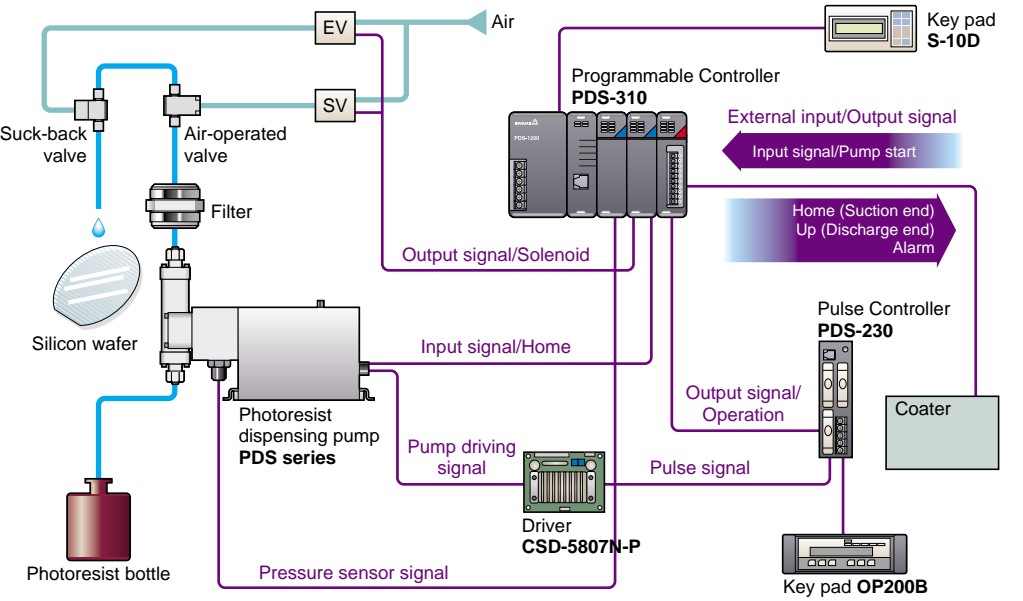 EV
Air
Key pad
S-10D
SV
Programmable Controller
PDS-310
IWAKI
PDS-1200
Suck-back
valve
Air-operated
valve
External input/Output signal
Input signal/Pump start
Filter
Home (Suction end)
Up (Discharge end)
Alarm
Output signal/Solenoid
Silicon wafer
Pulse Controller
PDS-230
Input signal/Home
Output signal/
Operation
Coater
Photoresist
dispensing pump
PDS series
Pump driving
signal
Pulse signal
Driver
CSD-5807N-P
Photoresist bottle
Pressure sensor signal
Key pad OP200B